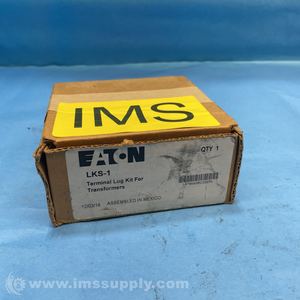 IMS
EATON
QTY 1
LKS-1
Terminal Lug Kit For
Transformers
ASSEMBLED IN MEXICO
© www.imssupply.com